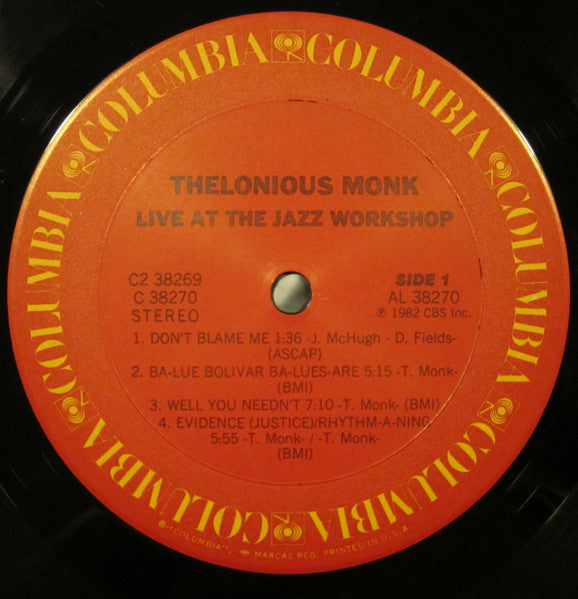 COLUMBIA COLUMBIA COLUMBIA COLUMBIA COLUMBIA COLUMBIA
THELONIOUS MONK
LIVE AT THE JAZZ WORKSHOP
C2 38269
C 38270
STEREO
SIDE 1
AL 38270
℗ 1982 CBS Inc.
1. DON'T BLAME ME 1:36 -J. McHugh - D. Fields-
(ASCAP)
2. BA-LUE BOLIVAR BA-LUES-ARE 5:15 -T. Monk-
(BMI)
3. WELL YOU NEEDN'T 7:10 -T. Monk- (BMI)
4. EVIDENCE (JUSTICE)/RHYTHM-A-NING
5:55 -T. Monk- / -T. Monk-
(BMI)
®"COLUMBIA", MARCAS REG. PRINTED IN U.S.A.